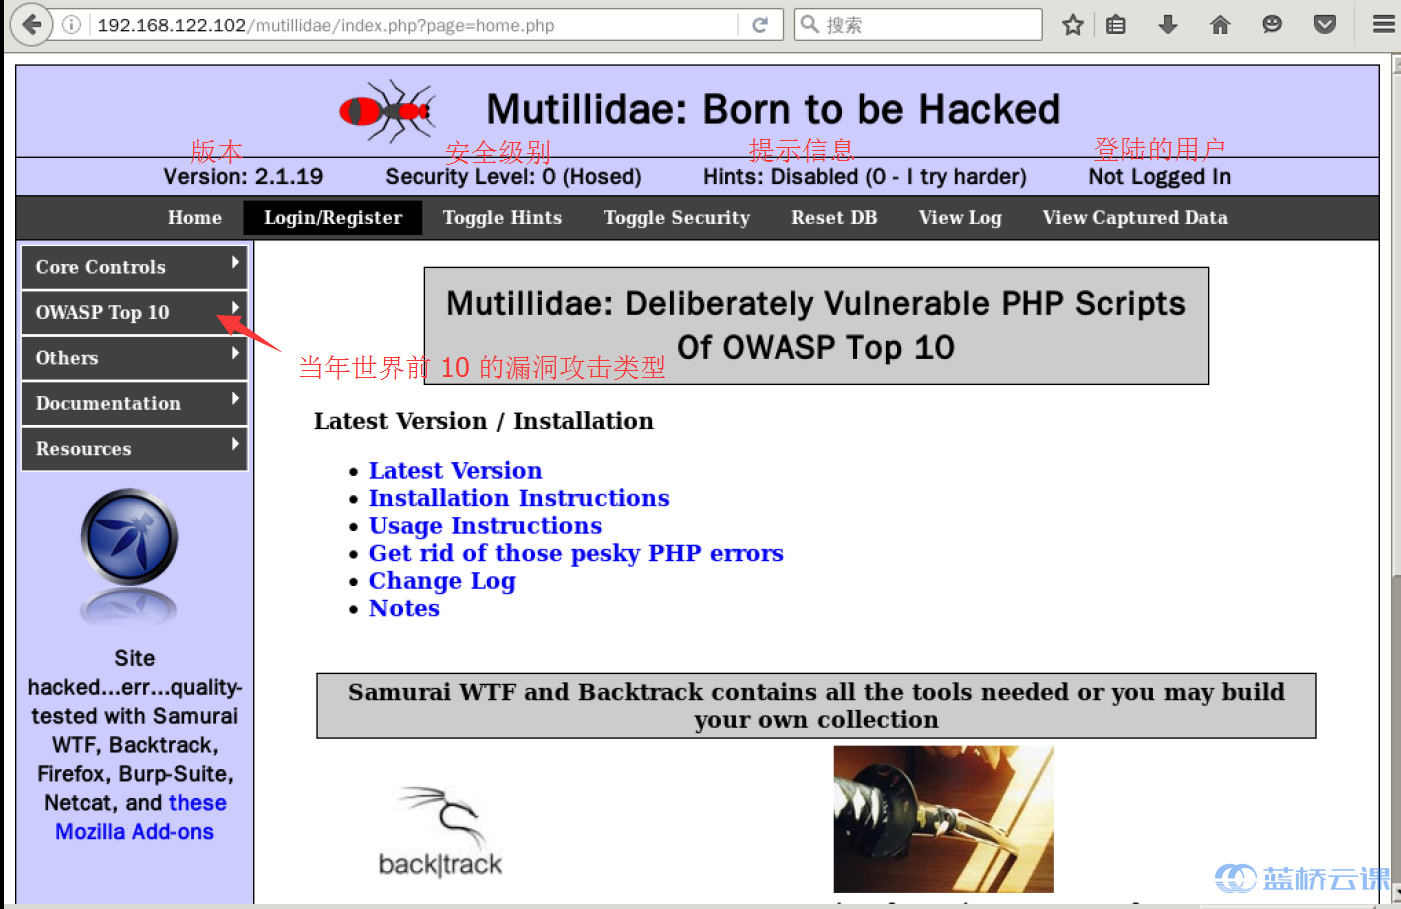 192.168.122.102/mutillidae/index.php?page=home.php
搜索
Mutillidae: Born to be Hacked
版本
安全级别
提示信息
登陆的用户
Version: 2.1.19
Security Level: 0 (Hosed)
Hints: Disabled (0 - I try harder)
Not Logged In
Home
Login/Register
Toggle Hints
Toggle Security
Reset DB
View Log
View Captured Data
Core Controls
OWASP Top 10
Others
Documentation
Resources
Site
hacked...err...quality-
tested with Samurai
WTF, Backtrack,
Firefox, Burp-Suite,
Netcat, and these
Mozilla Add-ons
Mutillidae: Deliberately Vulnerable PHP Scripts
Of OWASP Top 10
当年世界前 10 的漏洞攻击类型
Latest Version / Installation
Latest Version
Installation Instructions
Usage Instructions
Get rid of those pesky PHP errors
Change Log
Notes
Samurai WTF and Backtrack contains all the tools needed or you may build
your own collection
back|track
蓝桥云课